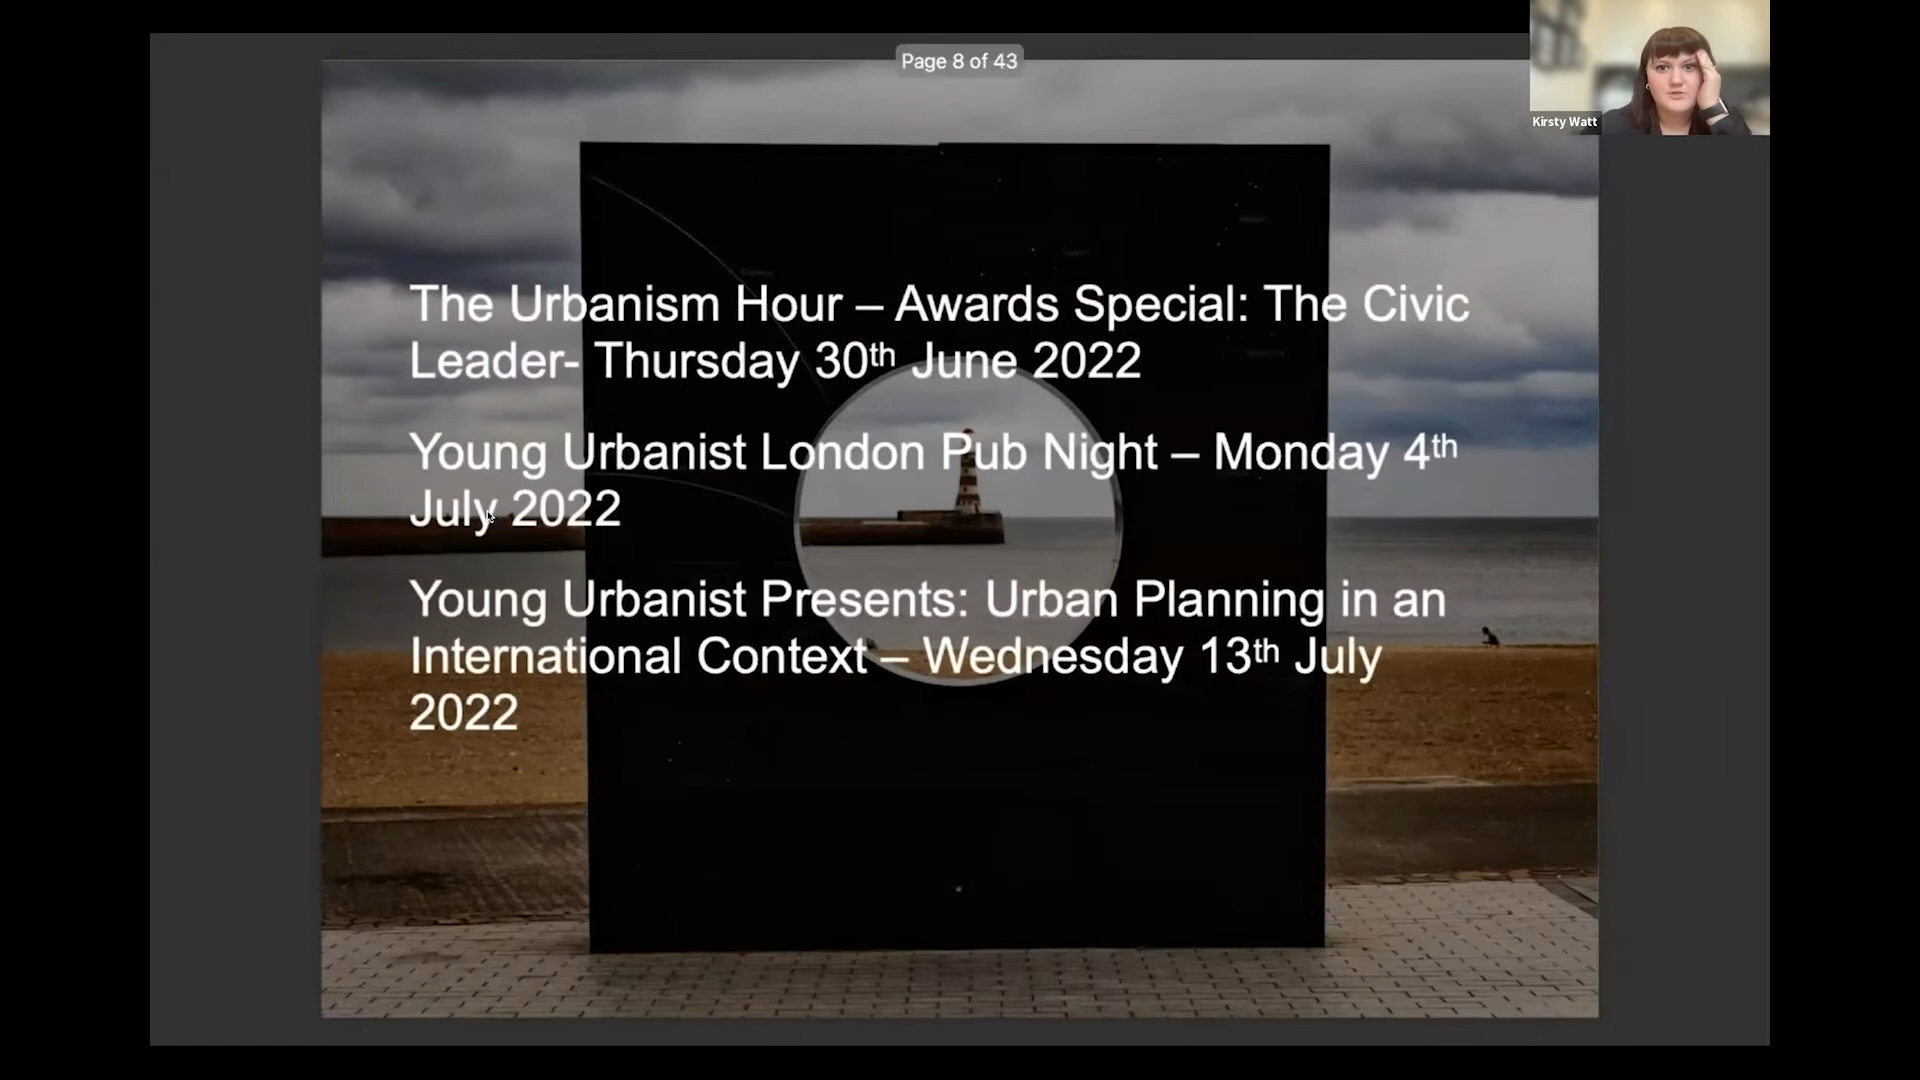 Page 8 of 43
Kirsty Watt
The Urbanism Hour – Awards Special: The Civic
Leader- Thursday 30th June 2022
Young Urbanist London Pub Night – Monday 4th
July 2022
Young Urbanist Presents: Urban Planning in an
International Context – Wednesday 13th July
2022